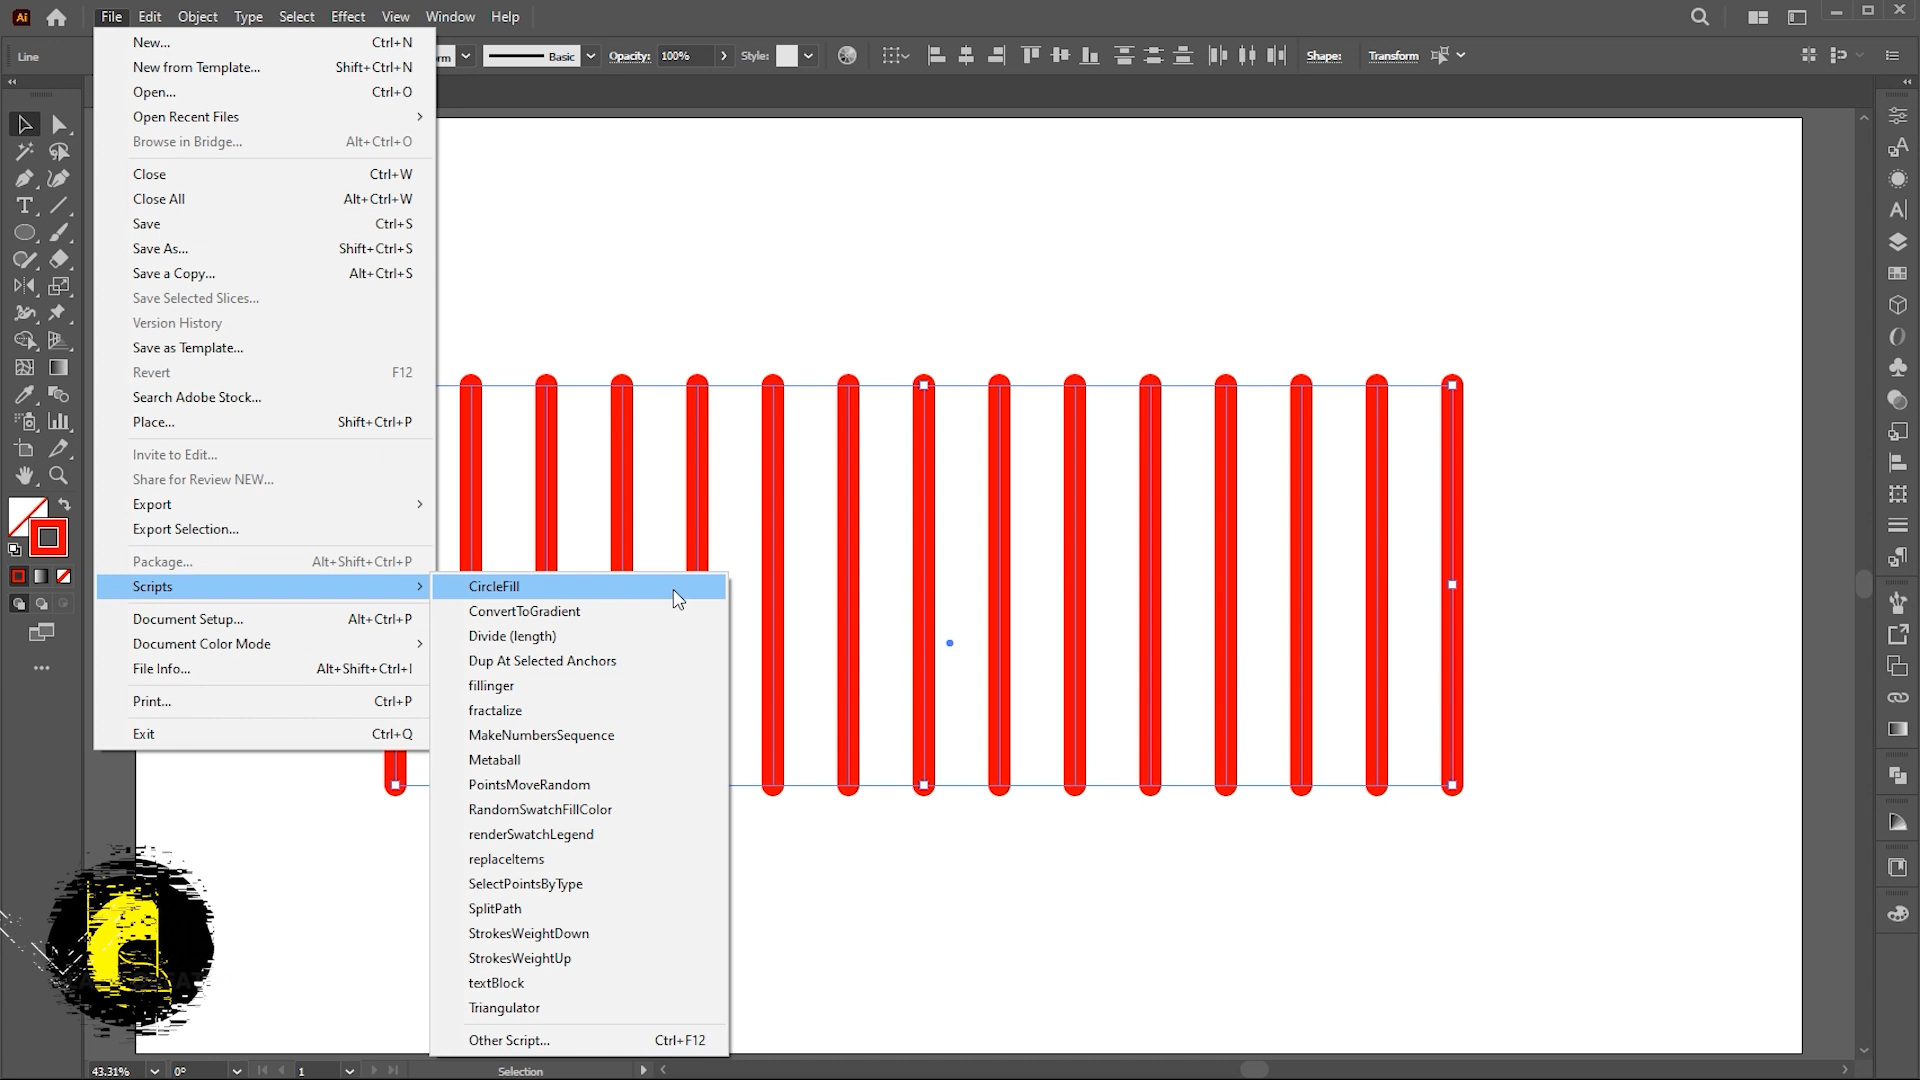 Ai File Edit Object Type Select Effect View Window Help
Line
Basic Opacity: 100% Style: Shape: Transform
New... Ctrl+N
New from Template... Shift+Ctrl+N
Open... Ctrl+O
Open Recent Files
Browse in Bridge... Alt+Ctrl+O
Close Ctrl+W
Close All Alt+Ctrl+W
Save Ctrl+S
Save As... Shift+Ctrl+S
Save a Copy... Alt+Ctrl+S
Save Selected Slices...
Version History
Save as Template...
Revert F12
Search Adobe Stock...
Place... Shift+Ctrl+P
Invite to Edit...
Share for Review NEW...
Export
Export Selection...
Package... Alt+Shift+Ctrl+P
Scripts
Document Setup... Alt+Ctrl+P
Document Color Mode
File Info... Alt+Shift+Ctrl+I
Print... Ctrl+P
Exit Ctrl+Q
CircleFill
ConvertToGradient
Divide (length)
Dup At Selected Anchors
fillinger
fractalize
MakeNumbersSequence
Metaball
PointsMoveRandom
RandomSwatchFillColor
renderSwatchLegend
replaceItems
SelectPointsByType
SplitPath
StrokesWeightDown
StrokesWeightUp
textBlock
Triangulator
Other Script... Ctrl+F12
43.31% 0° 1 Selection